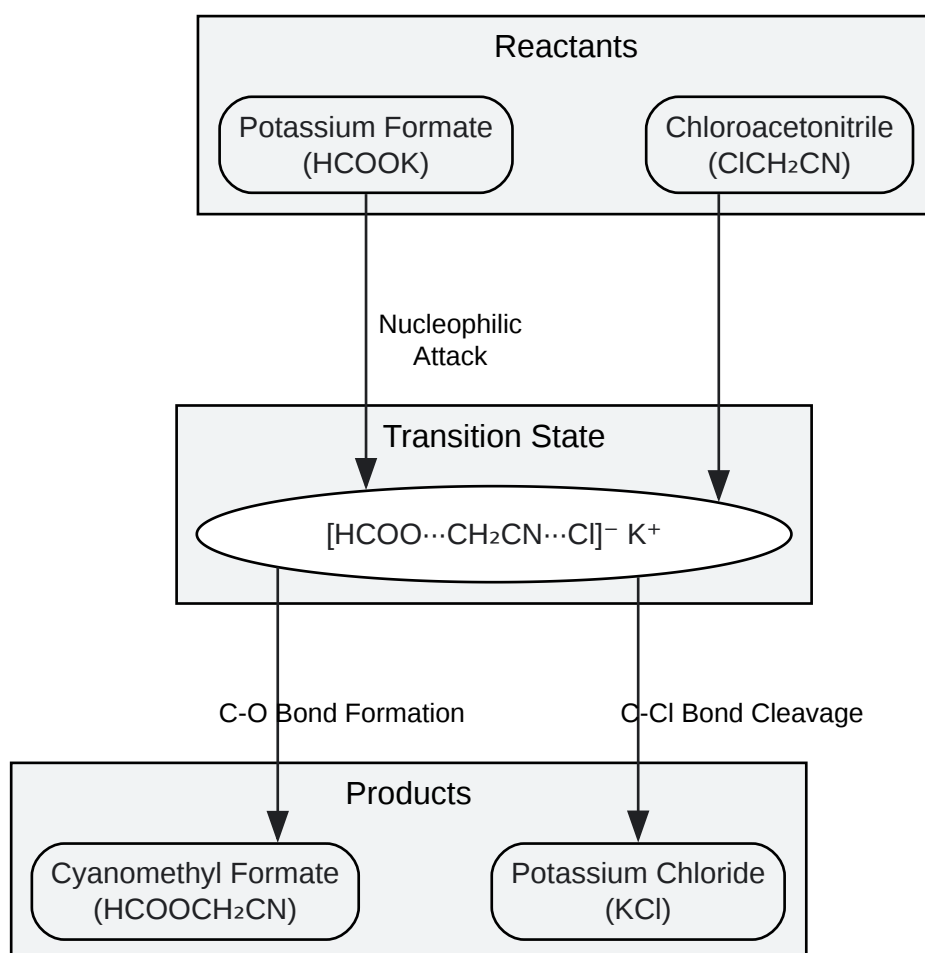 Reactants
Potassium Formate
(HCOOK)
Chloroacetonitrile
(ClCH₂CN)
Nucleophilic
Attack
Transition State
[HCOO···CH₂CN···Cl]⁻ K⁺
C-O Bond Formation
C-Cl Bond Cleavage
Products
Cyanomethyl Formate
(HCOOCH₂CN)
Potassium Chloride
(KCl)